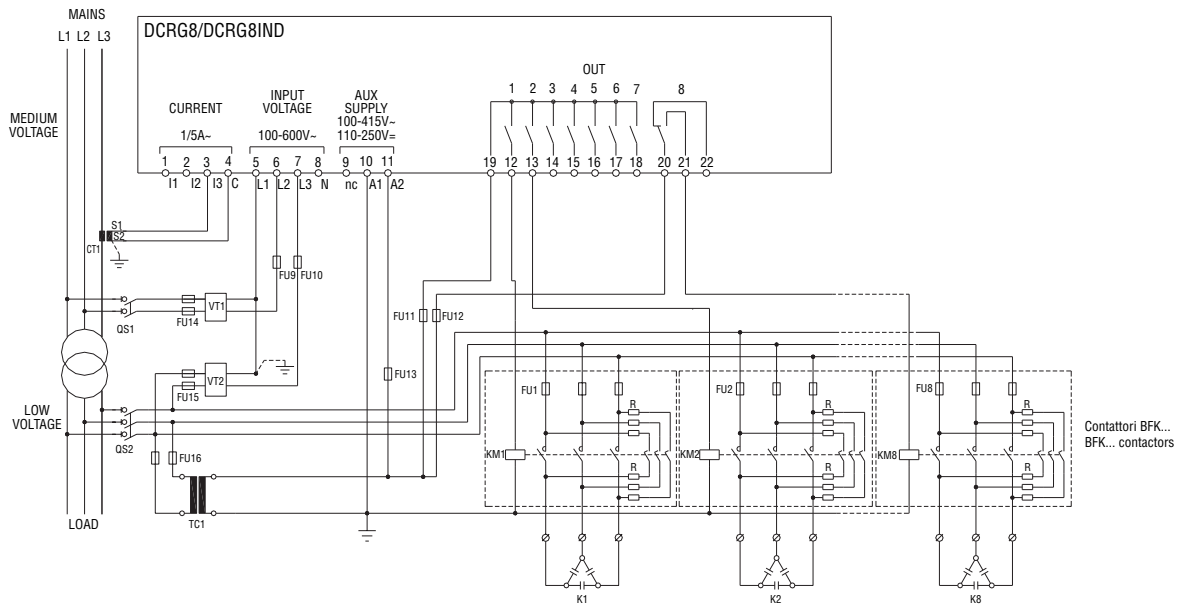 MAINS
L1 L2 L3
DCRG8/DCRG8IND
OUT
1 2 3 4 5 6 7 8
MEDIUM
VOLTAGE
CURRENT
1/5A~
INPUT
VOLTAGE
100-600V~
AUX
SUPPLY
100-415V~
110-250V=
1 2 3 4 5 6 7 8 9 10 11
19 12 13 14 15 16 17 18 20 21 22
I1 I2 I3 C L1 L2 L3 N nc A1 A2
S1
S2
CT1
FU9 FU10
VT1
FU14
QS1
FU11 FU12
VT2
FU15
FU13
LOW
VOLTAGE
QS2
FU16
TC1
LOAD
FU1 R
KM1
R
K1
FU2 R
KM2
R
K2
FU8 R
KM8
R
K8
Contattori BFK...
BFK... contactors